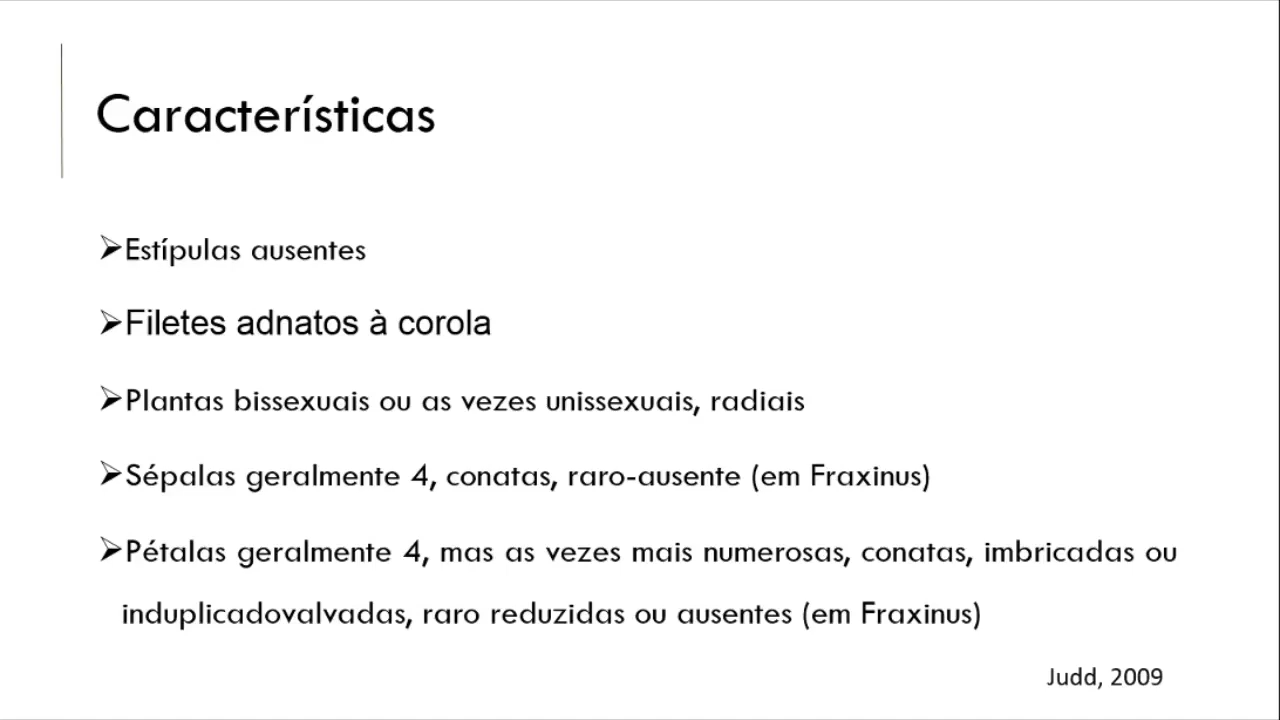 Características
➢Estípulas ausentes
➢Filetes adnatos à corola
➢Plantas bissexuais ou as vezes unissexuais, radiais
➢Sépalas geralmente 4, conatas, raro-ausente (em Fraxinus)
➢Pétalas geralmente 4, mas as vezes mais numerosas, conatas, imbricadas ou
induplicadovalvadas, raro reduzidas ou ausentes (em Fraxinus)
Judd, 2009